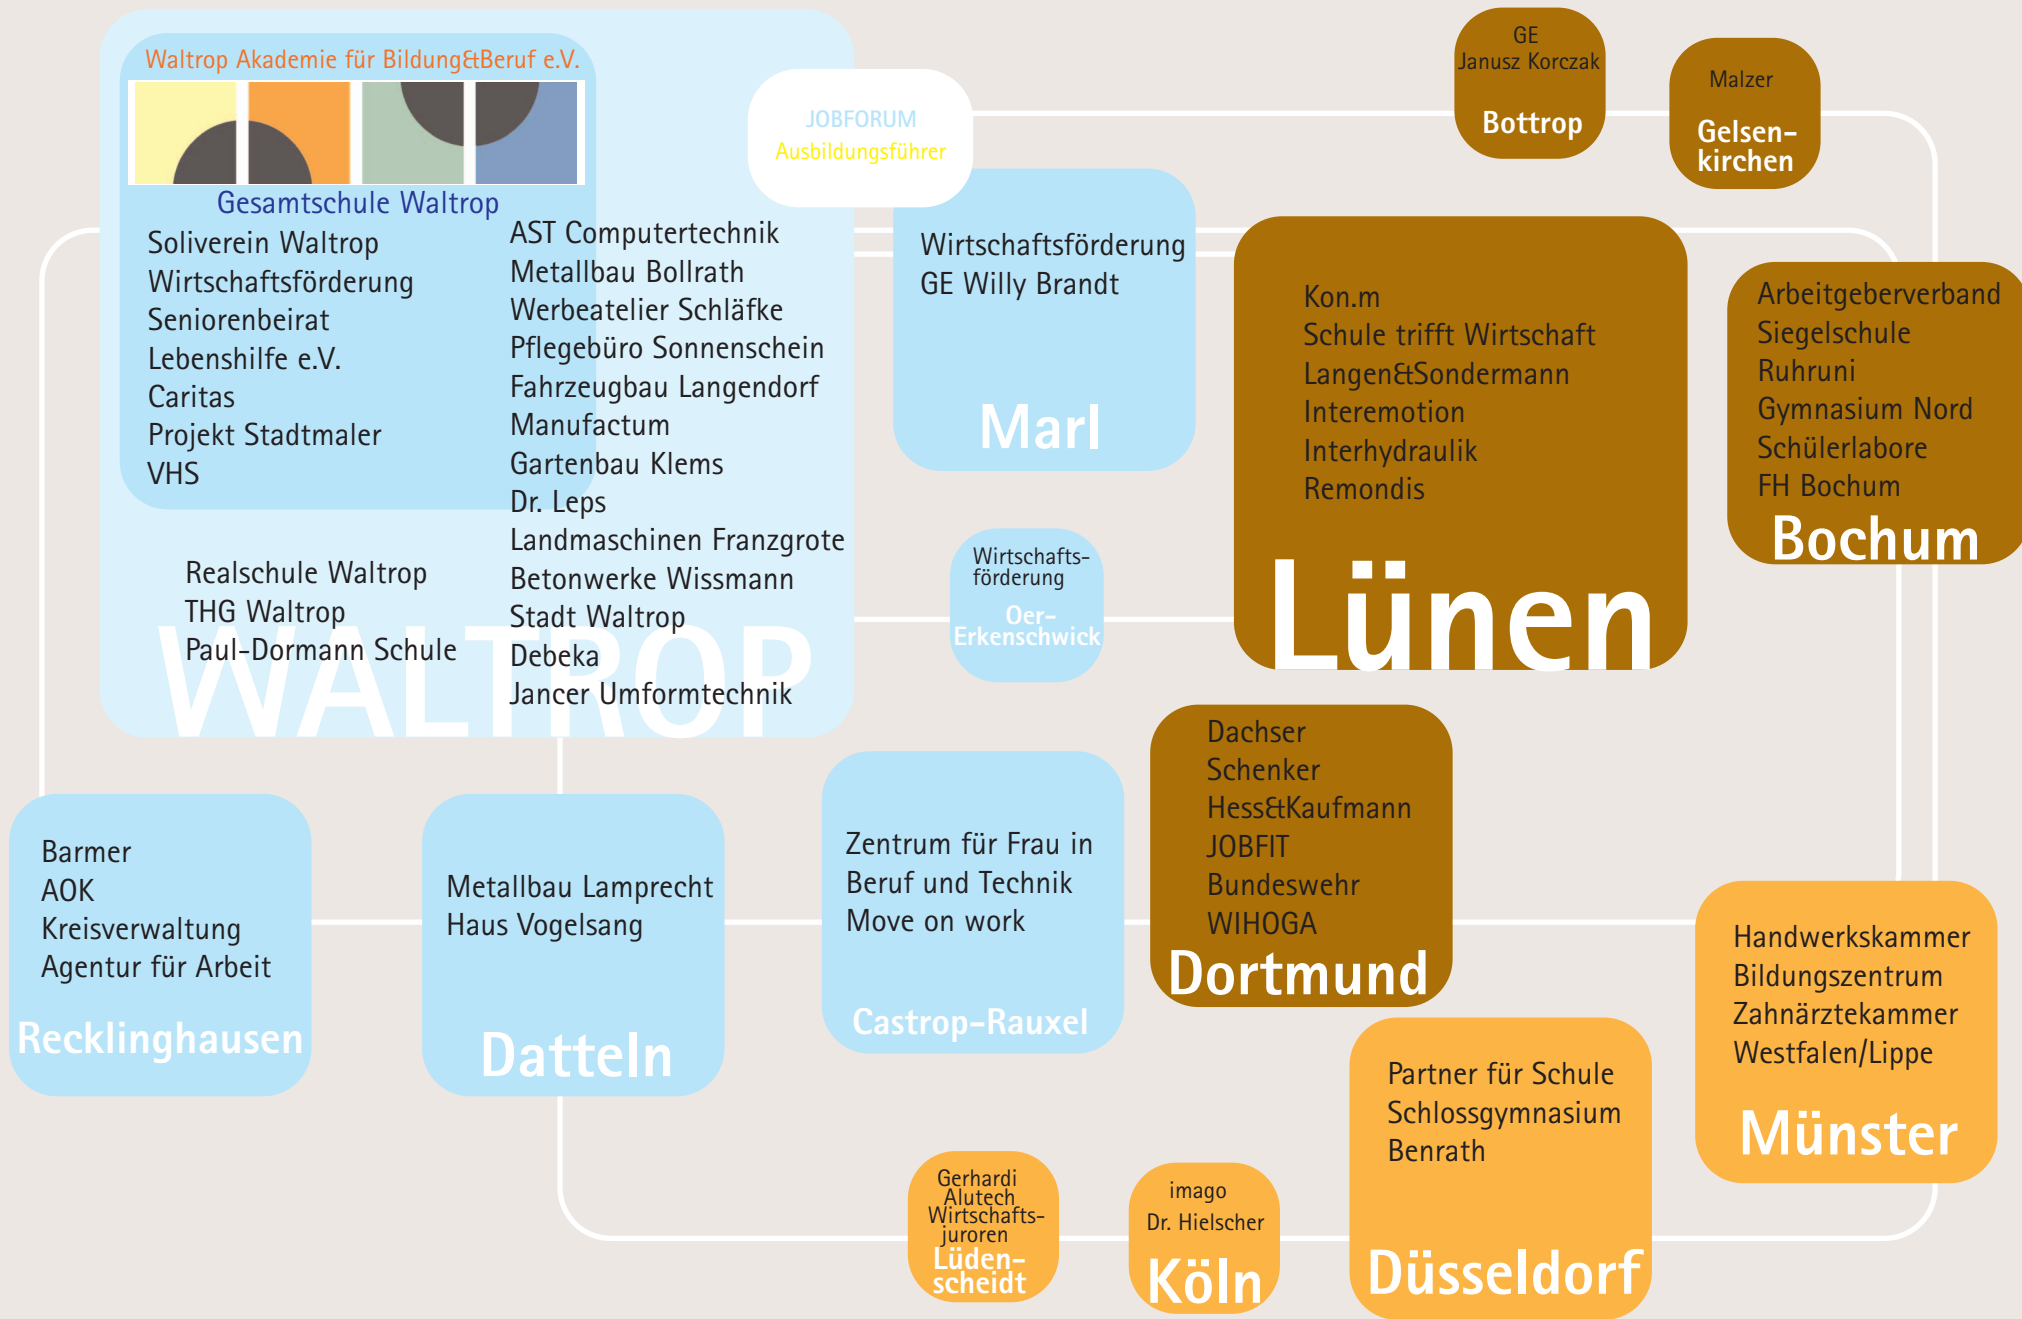 Waltrop Akademie für Bildung&Beruf e.V.
Gesamtschule Waltrop
Soliverein Waltrop
Wirtschaftsförderung
Seniorenbeirat
Lebenshilfe e.V.
Caritas
Projekt Stadtmaler
VHS
Realschule Waltrop
THG Waltrop
Paul-Dormann Schule
AST Computertechnik
Metallbau Bollrath
Werbeatelier Schläfke
Pflegebüro Sonnenschein
Fahrzeugbau Langendorf
Manufactum
Gartenbau Klems
Dr. Leps
Landmaschinen Franzgrote
Betonwerke Wissmann
Stadt Waltrop
Debeka
Jancer Umformtechnik
WALTROP
JOBFORUM
Ausbildungsführer
Wirtschaftsförderung
GE Willy Brandt
Marl
GE
Janusz Korczak
Bottrop
Malzer
Gelsen-
kirchen
Kon.m
Schule trifft Wirtschaft
Langen&Sondermann
Interemotion
Interhydraulik
Remondis
Lünen
Arbeitgeberverband
Siegelschule
Ruhruni
Gymnasium Nord
Schülerlabore
FH Bochum
Bochum
Wirtschafts-
förderung
Oer-
Erkenschwick
Barmer
AOK
Kreisverwaltung
Agentur für Arbeit
Recklinghausen
Metallbau Lamprecht
Haus Vogelsang
Datteln
Zentrum für Frau in
Beruf und Technik
Move on work
Castrop-Rauxel
Dachser
Schenker
Hess&Kaufmann
JOBFIT
Bundeswehr
WIHOGA
Dortmund
Handwerkskammer
Bildungszentrum
Zahnärztekammer
Westfalen/Lippe
Münster
Gerhardi
Alutech
Wirtschafts-
juroren
Lüden-
scheidt
imago
Dr. Hielscher
Köln
Partner für Schule
Schlossgymnasium
Benrath
Düsseldorf